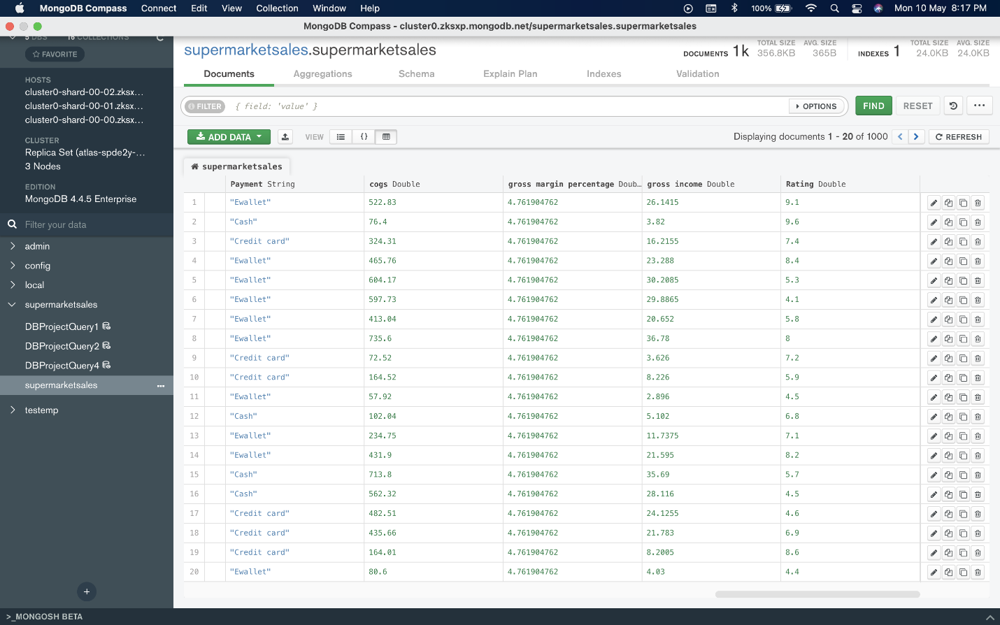 MongoDB Compass Connect Edit View Collection Window Help 100% Mon 10 May 8:17 PM
MongoDB Compass - cluster0.zksxp.mongodb.net/supermarketsales.supermarketsales
5 DBS 16 COLLECTIONS
FAVORITE
HOSTS
cluster0-shard-00-02.zksx...
cluster0-shard-00-01.zksx...
cluster0-shard-00-00.zksx...
CLUSTER
Replica Set (atlas-spde2y-...
3 Nodes
EDITION
MongoDB 4.4.5 Enterprise
Filter your data
admin
config
local
supermarketsales
DBProjectQuery1
DBProjectQuery2
DBProjectQuery4
supermarketsales ...
testemp
+
supermarketsales.supermarketsales
DOCUMENTS 1k TOTAL SIZE 356.8KB AVG. SIZE 365B INDEXES 1 TOTAL SIZE 24.0KB AVG. SIZE 24.0KB
Documents Aggregations Schema Explain Plan Indexes Validation
FILTER { field: 'value' } OPTIONS FIND RESET ...
ADD DATA VIEW {} Displaying documents 1 - 20 of 1000 < > REFRESH
supermarketsales
Payment String cogs Double gross margin percentage Doub... gross income Double Rating Double
1 "Ewallet" 522.83 4.761904762 26.1415 9.1
2 "Cash" 76.4 4.761904762 3.82 9.6
3 "Credit card" 324.31 4.761904762 16.2155 7.4
4 "Ewallet" 465.76 4.761904762 23.288 8.4
5 "Ewallet" 604.17 4.761904762 30.2085 5.3
6 "Ewallet" 597.73 4.761904762 29.8865 4.1
7 "Ewallet" 413.04 4.761904762 20.652 5.8
8 "Ewallet" 735.6 4.761904762 36.78 8
9 "Credit card" 72.52 4.761904762 3.626 7.2
10 "Credit card" 164.52 4.761904762 8.226 5.9
11 "Ewallet" 57.92 4.761904762 2.896 4.5
12 "Cash" 102.04 4.761904762 5.102 6.8
13 "Ewallet" 234.75 4.761904762 11.7375 7.1
14 "Ewallet" 431.9 4.761904762 21.595 8.2
15 "Cash" 713.8 4.761904762 35.69 5.7
16 "Cash" 562.32 4.761904762 28.116 4.5
17 "Credit card" 482.51 4.761904762 24.1255 4.6
18 "Credit card" 435.66 4.761904762 21.783 6.9
19 "Credit card" 164.01 4.761904762 8.2005 8.6
20 "Ewallet" 80.6 4.761904762 4.03 4.4
>_MONGOSH BETA